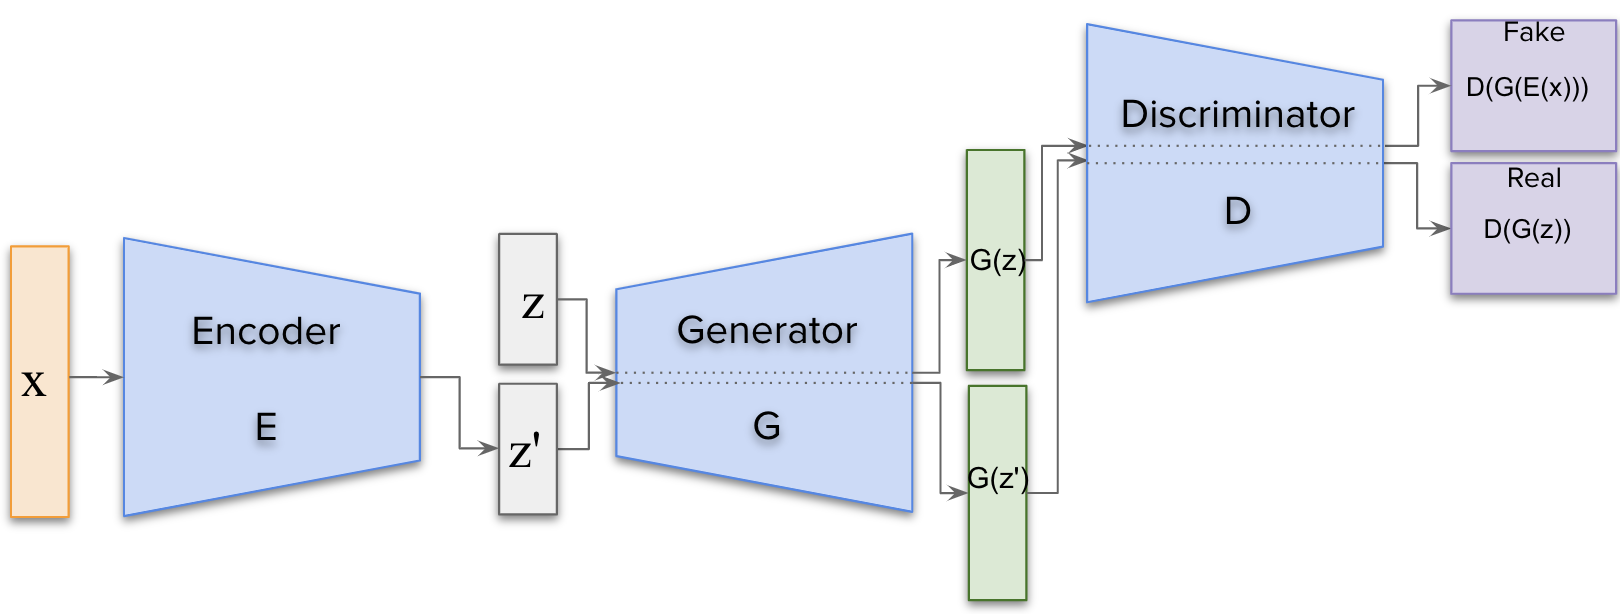 x
Encoder
E
z
z'
Generator
G
G(z)
G(z')
Discriminator
D
Fake
D(G(E(x)))
Real
D(G(z))